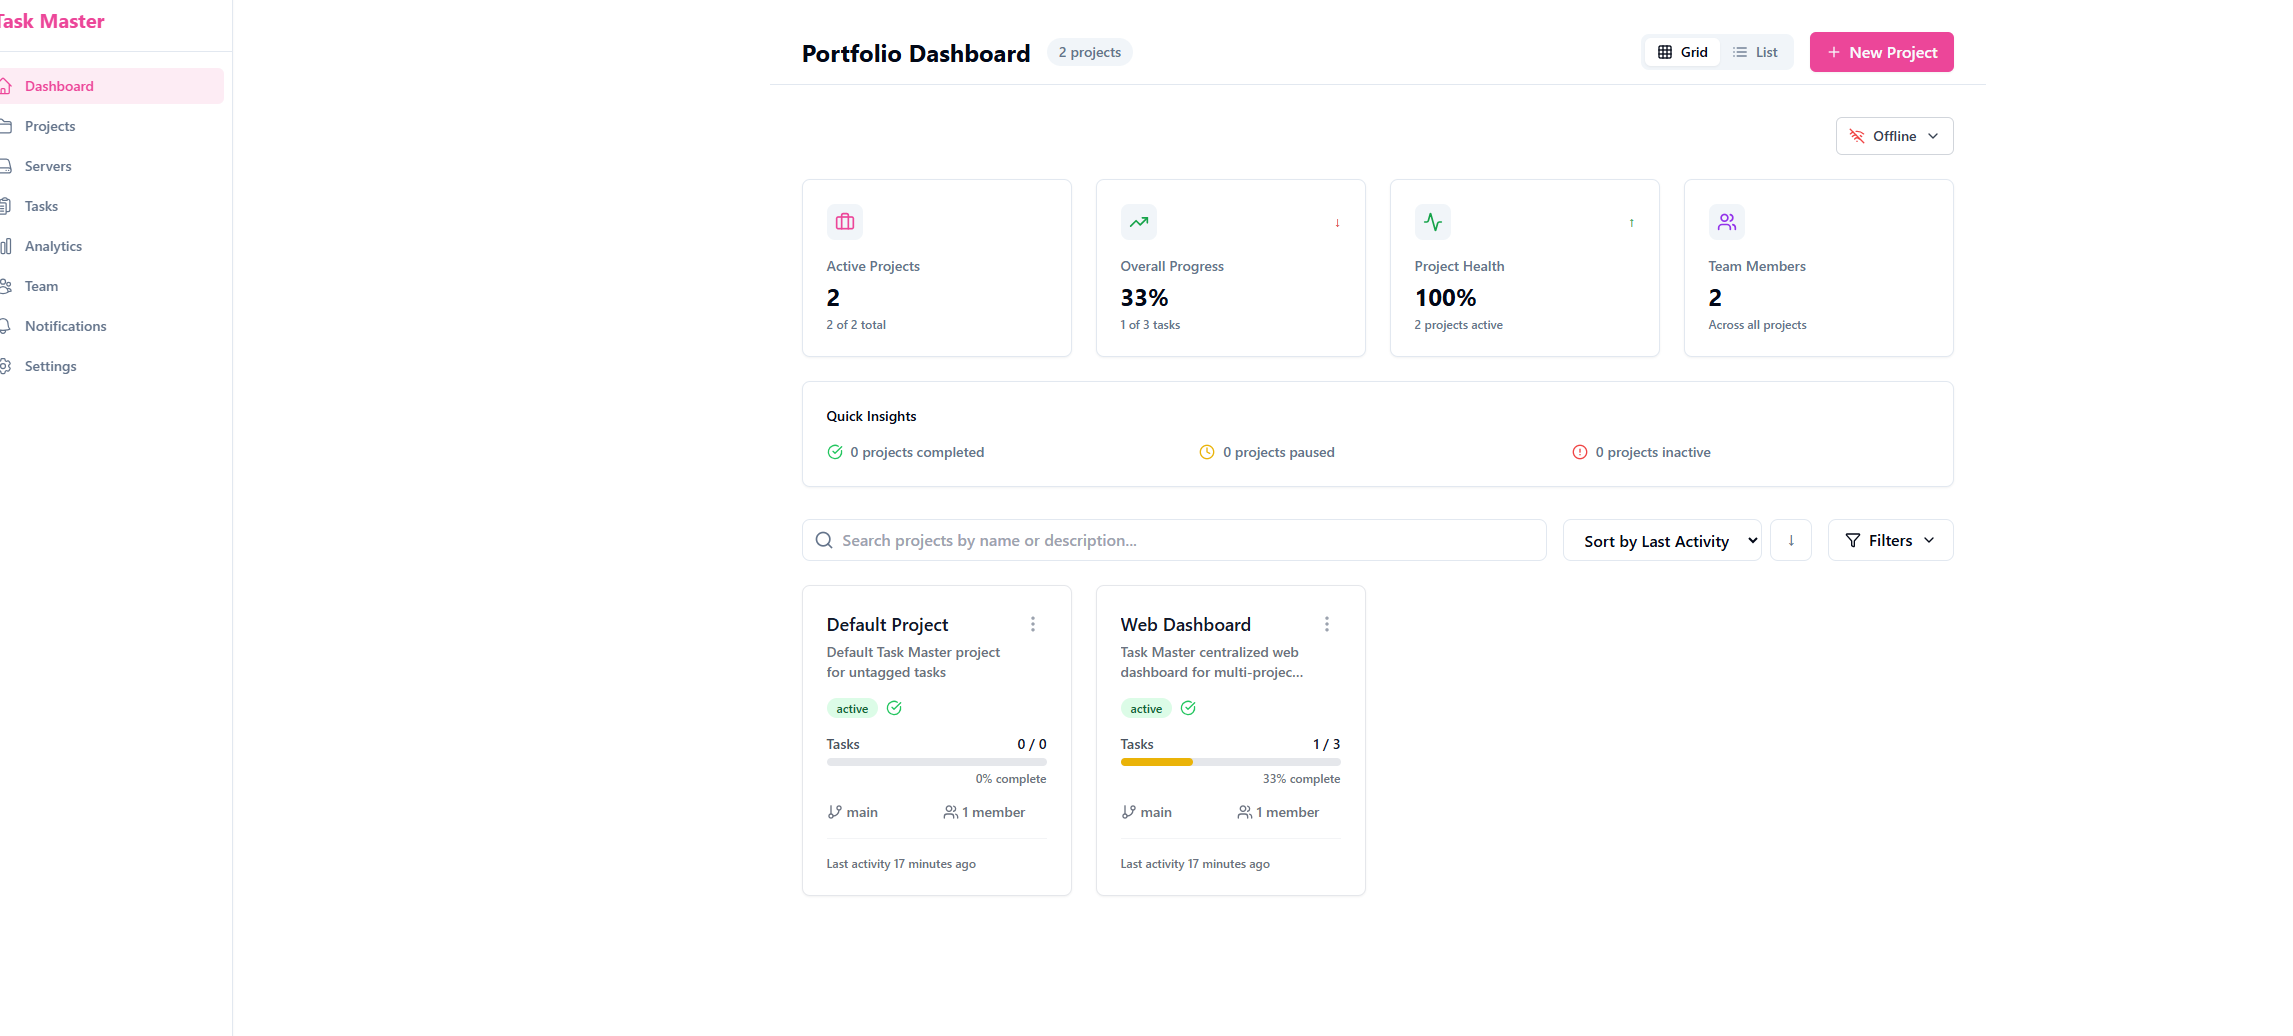 Task Master
Dashboard
Projects
Servers
Tasks
Analytics
Team
Notifications
Settings
Portfolio Dashboard
2 projects
Grid
List
+ New Project
Offline
Active Projects
2
2 of 2 total
↓
Overall Progress
33%
1 of 3 tasks
↑
Project Health
100%
2 projects active
Team Members
2
Across all projects
Quick Insights
0 projects completed
0 projects paused
0 projects inactive
Search projects by name or description...
Sort by Last Activity
↓
Filters
Default Project
Default Task Master project
for untagged tasks
active
Tasks 0 / 0
0% complete
main 1 member
Last activity 17 minutes ago
Web Dashboard
Task Master centralized web
dashboard for multi-projec...
active
Tasks 1 / 3
33% complete
main 1 member
Last activity 17 minutes ago